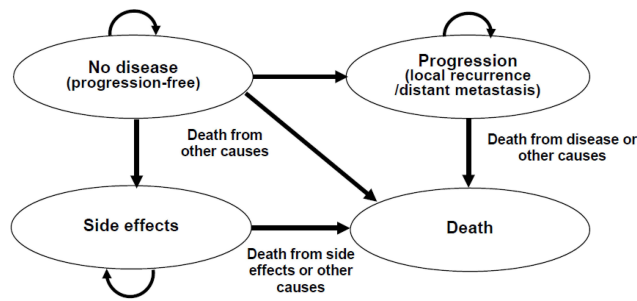 No disease
(progression-free)
Progression
(local recurrence
/distant metastasis)
Death from
other causes
Death from disease or
other causes
Side effects
Death
Death from side
effects or other
causes